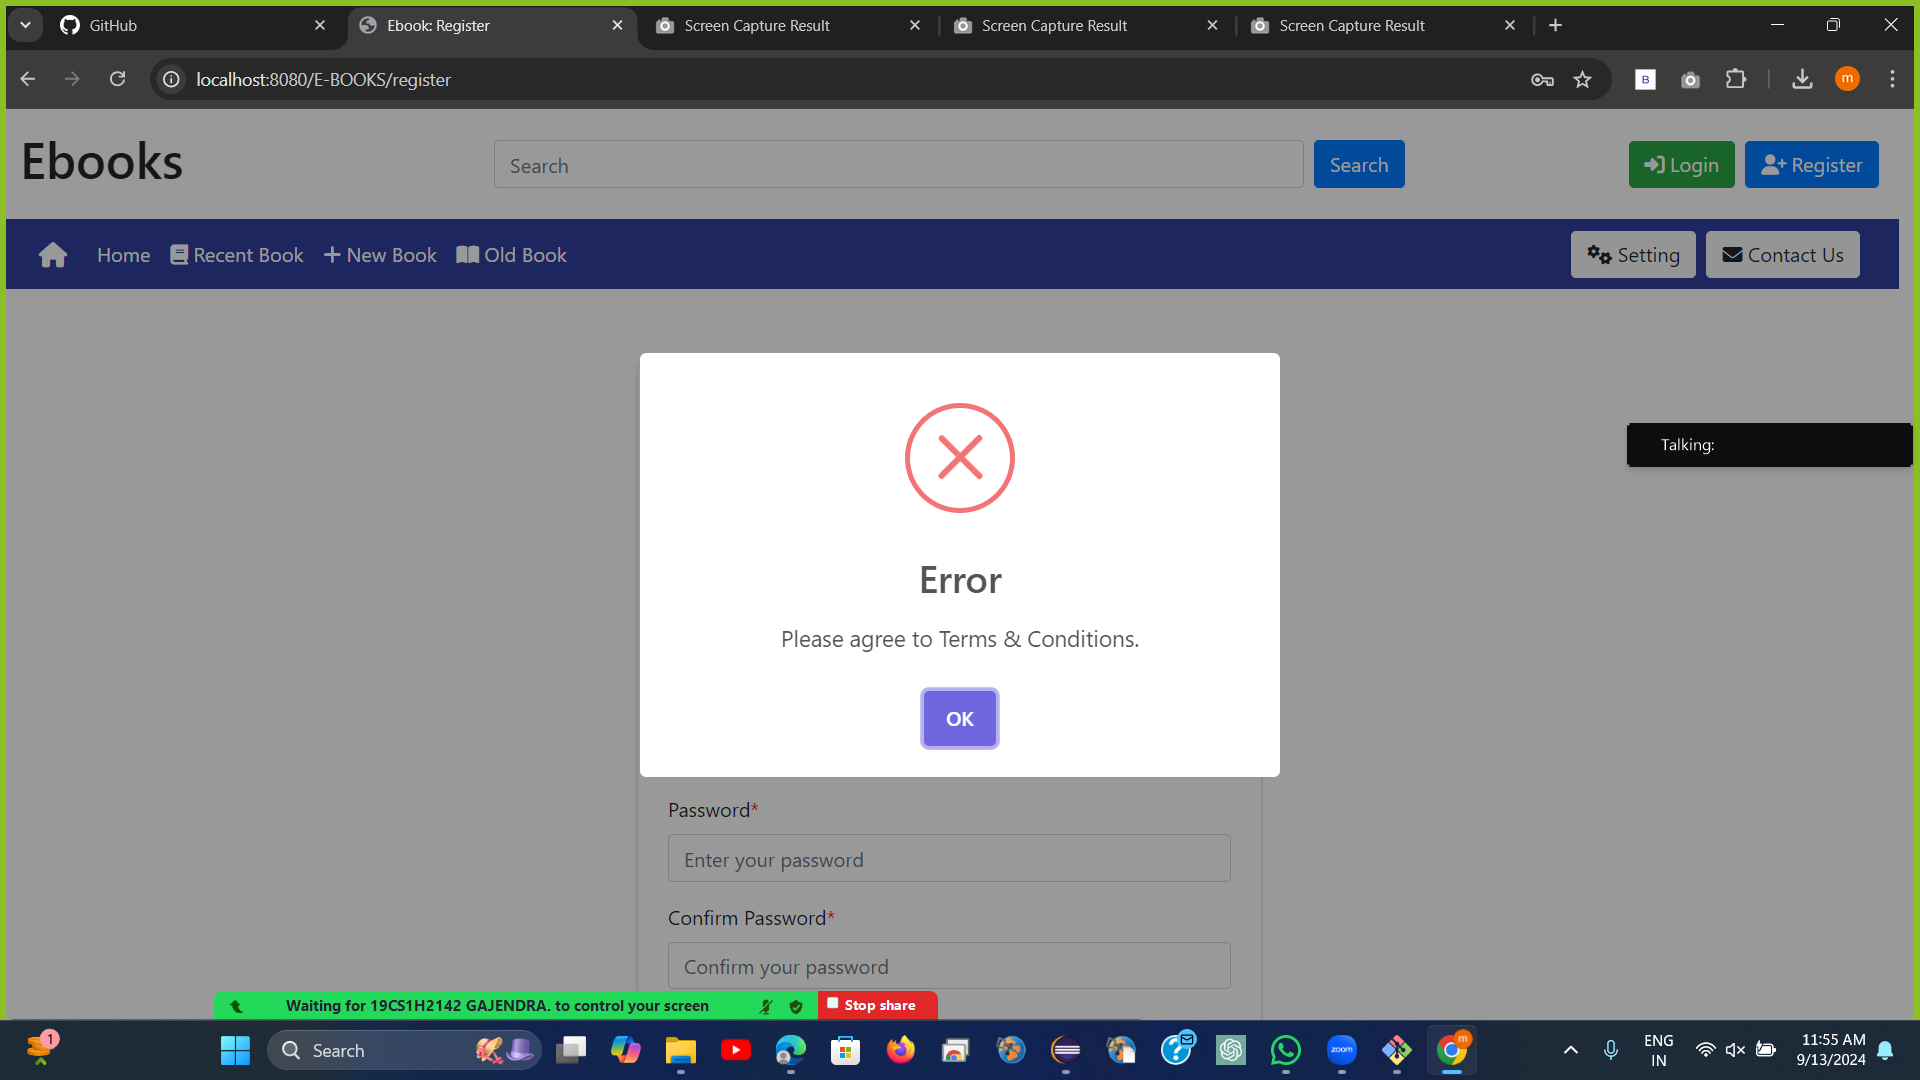 GitHub
Ebook: Register
Screen Capture Result
Screen Capture Result
Screen Capture Result
localhost:8080/E-BOOKS/register
B
m
Ebooks
Search
Search
Login
Register
Home
Recent Book
New Book
Old Book
Setting
Contact Us
Talking:
Error
Please agree to Terms & Conditions.
OK
Password*
Enter your password
Confirm Password*
Confirm your password
Waiting for 19CS1H2142 GAJENDRA. to control your screen
Stop share
1
Search
zoom
m
ENG
IN
11:55 AM
9/13/2024